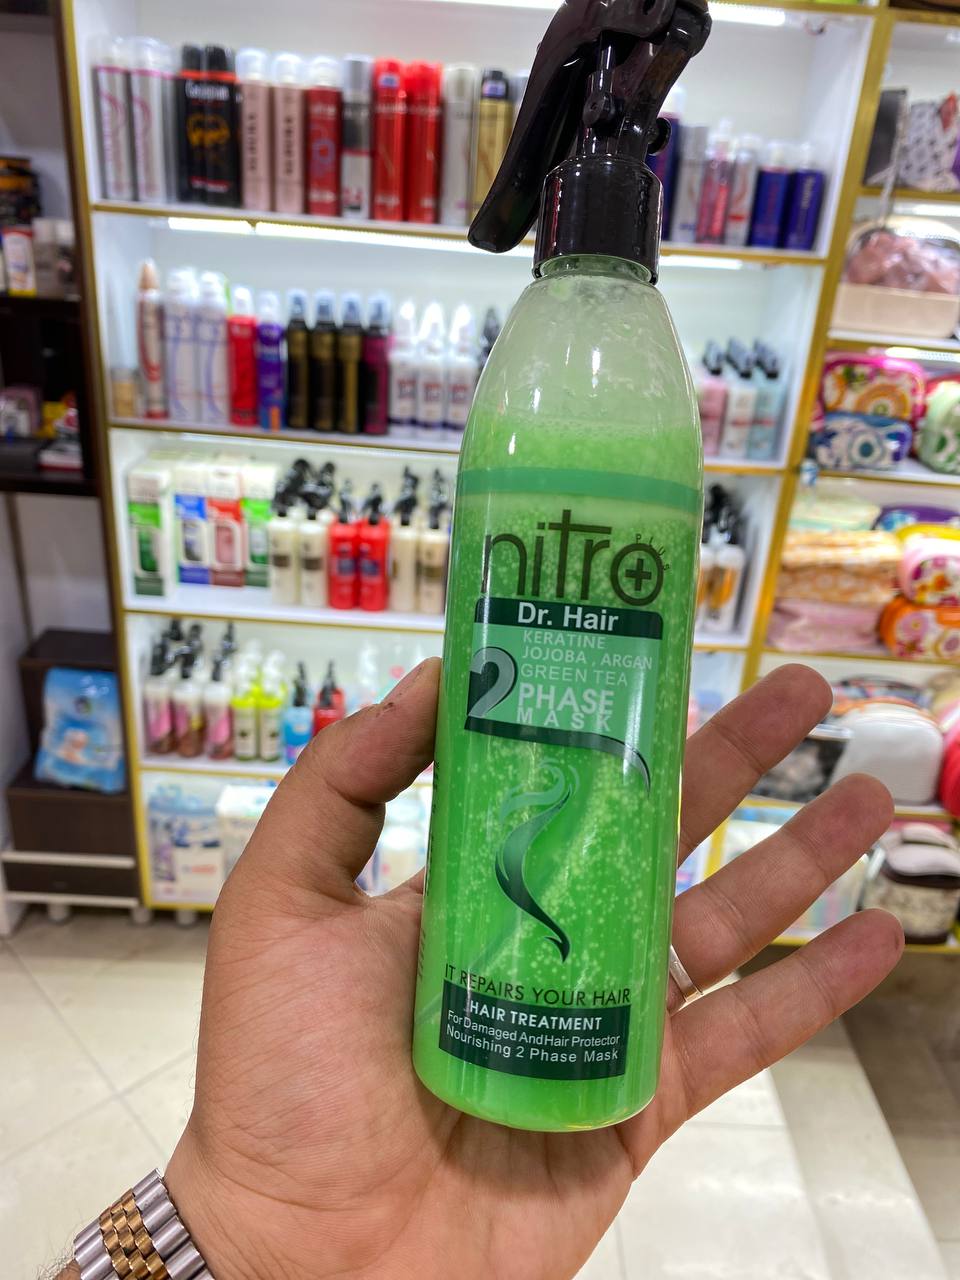 nitro
PLUS
Dr. Hair
KERATINE
JOJOBA , ARGAN
GREEN TEA
2 PHASE
MASK
IT REPAIRS YOUR HAIR
HAIR TREATMENT
For Damaged And Hair Protector
Nourishing 2 Phase Mask